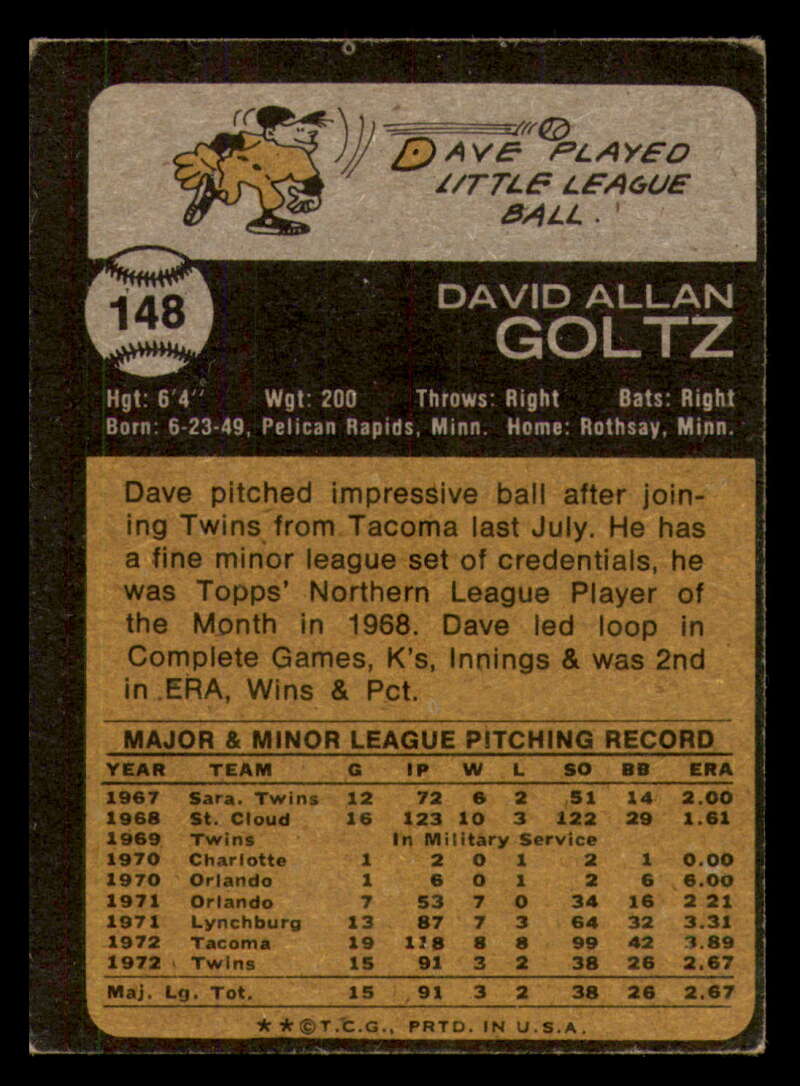 DAVE PLAYED
LITTLE LEAGUE
BALL.
148
DAVID ALLAN
GOLTZ
Hgt: 6'4" Wgt: 200 Throws: Right Bats: Right
Born: 6-23-49, Pelican Rapids, Minn. Home: Rothsay, Minn.
Dave pitched impressive ball after join-
ing Twins from Tacoma last July. He has
a fine minor league set of credentials, he
was Topps' Northern League Player of
the Month in 1968. Dave led loop in
Complete Games, K's, Innings & was 2nd
in ERA, Wins & Pct.
MAJOR & MINOR LEAGUE PITCHING RECORD
YEAR TEAM G IP W L SO BB ERA
1967 Sara. Twins 12 72 6 2 51 14 2.00
1968 St. Cloud 16 123 10 3 122 29 1.61
1969 Twins In Military Service
1970 Charlotte 1 2 0 1 2 1 0.00
1970 Orlando 1 6 0 1 2 6 6.00
1971 Orlando 7 53 7 0 34 16 2 21
1971 Lynchburg 13 87 7 3 64 32 3.31
1972 Tacoma 19 118 8 8 99 42 3.89
1972 Twins 15 91 3 2 38 26 2.67
Maj. Lg. Tot. 15 91 3 2 38 26 2.67
**©T.C.G., PRTD. IN U.S.A.